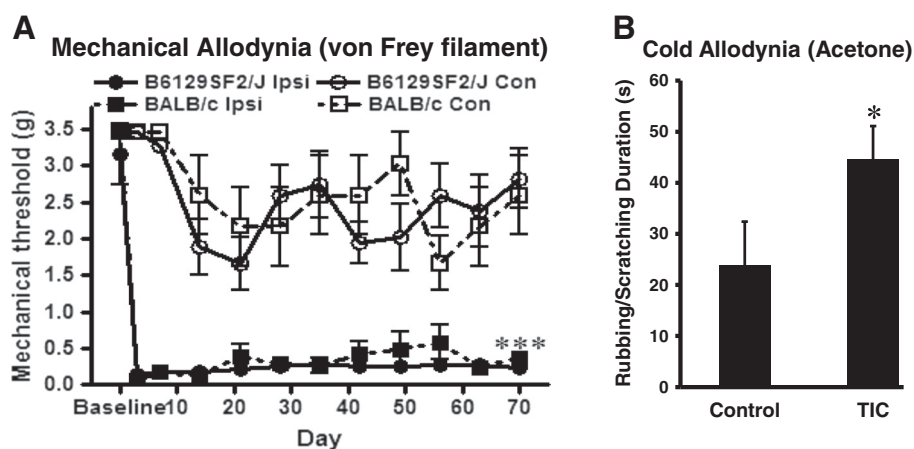 A
Mechanical Allodynia (von Frey filament)
B6129SF2/J Ipsi
B6129SF2/J Con
BALB/c Ipsi
BALB/c Con
Mechanical threshold (g)
3.5
3.0
2.5
2.0
1.5
1.0
0.5
0.0
***
Baseline 10 20 30 40 50 60 70
Day
B
Cold Allodynia (Acetone)
Rubbing/Scratching Duration (s)
60
50
40
30
20
10
0
*
Control TIC